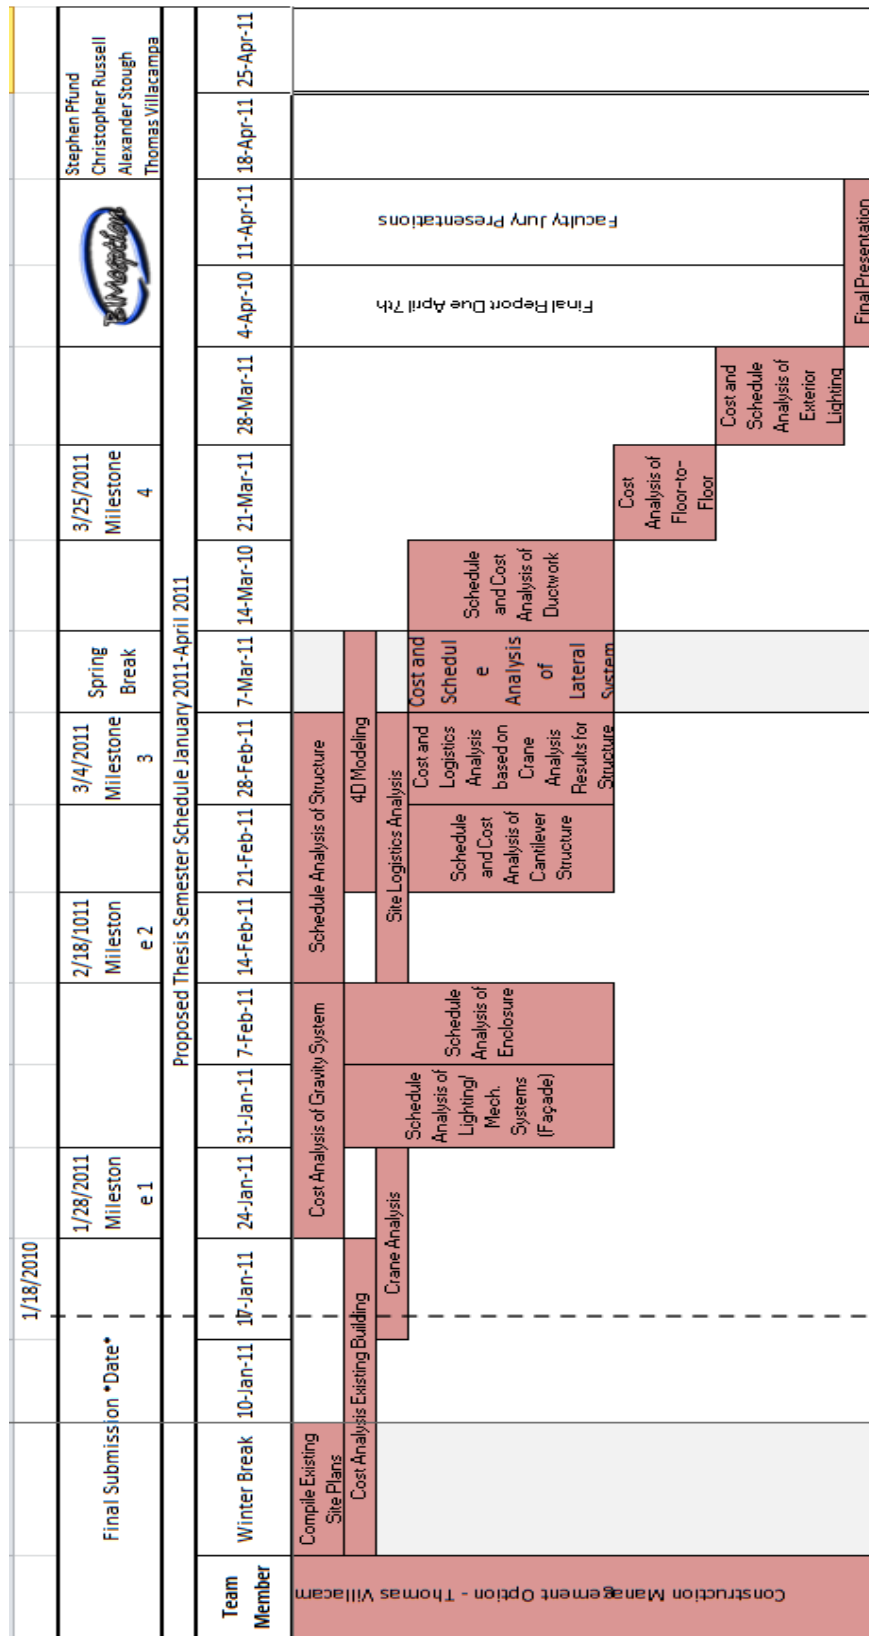 1/18/2010
Final Submission *Date*
1/28/2011
Mileston
e 1
2/18/1011
Mileston
e 2
3/4/2011
Milestone
3
Spring
Break
3/25/2011
Milestone
4
BIMception
Stephen Pfund
Christopher Russell
Alexander Stough
Thomas Villacampa
Proposed Thesis Semester Schedule January 2011-April 2011
Team
Member
Winter Break
10-Jan-11
17-Jan-11
24-Jan-11
31-Jan-11
7-Feb-11
14-Feb-11
21-Feb-11
28-Feb-11
7-Mar-11
14-Mar-10
21-Mar-11
28-Mar-11
4-Apr-10
11-Apr-11
18-Apr-11
25-Apr-11
Construction Management Option - Thomas Villacam
Compile Existing
Site Plans
Cost Analysis of Gravity System
Schedule Analysis of Structure
Cost Analysis Existing Building
4D Modeling
Crane Analysis
Site Logistics Analysis
Schedule
Analysis of
Lighting/
Mech.
Systems
(Façade)
Schedule
Analysis of
Enclosure
Schedule
and Cost
Analysis of
Cantilever
Structure
Cost and
Logistics
Analysis
based on
Crane
Analysis
Results for
Structure
Cost and
Schedul
e
Analysis
of
Lateral
System
Schedule
and Cost
Analysis of
Ductwork
Cost
Analysis of
Floor-to-
Floor
Cost and
Schedule
Analysis of
Exterior
Lighting
Final Report Due April 7th
Faculty Jury Presentations
Final Presentation